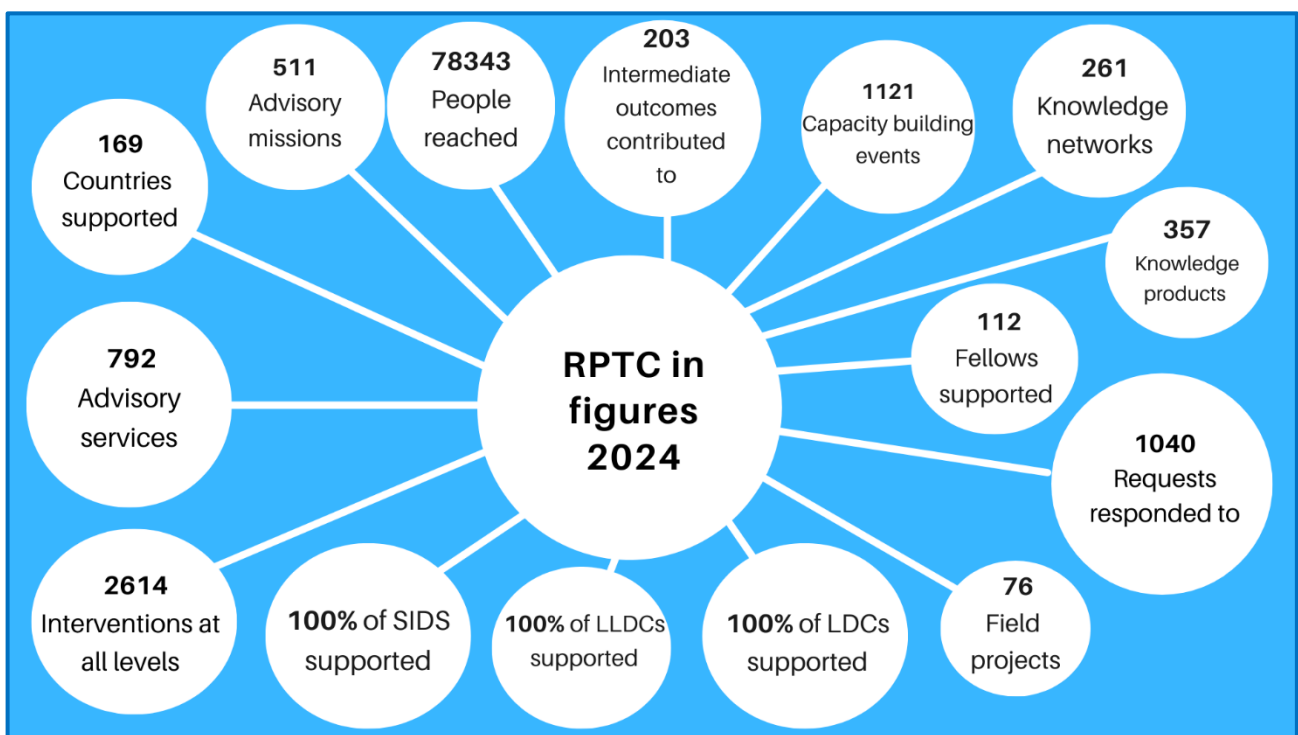 203
Intermediate
outcomes
contributed
to
78343
People
reached
511
Advisory
missions
1121
Capacity building
events
261
Knowledge
networks
169
Countries
supported
357
Knowledge
products
112
Fellows
supported
RPTC in
figures
2024
792
Advisory
services
1040
Requests
responded to
2614
Interventions at
all levels
100% of SIDS
supported
100% of LLDCs
supported
100% of LDCs
supported
76
Field
projects